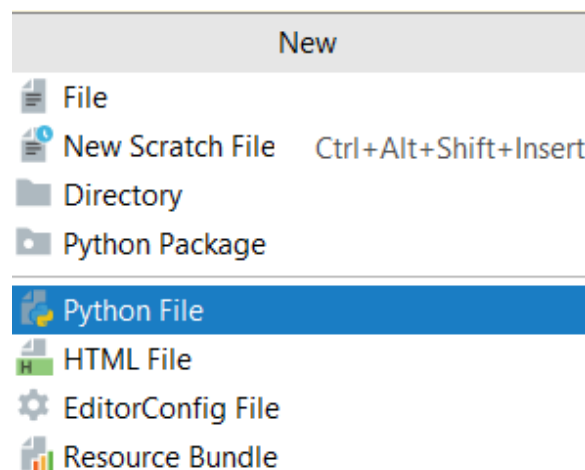 New
File
New Scratch File Ctrl+Alt+Shift+Insert
Directory
Python Package
Python File
H HTML File
EditorConfig File
Resource Bundle